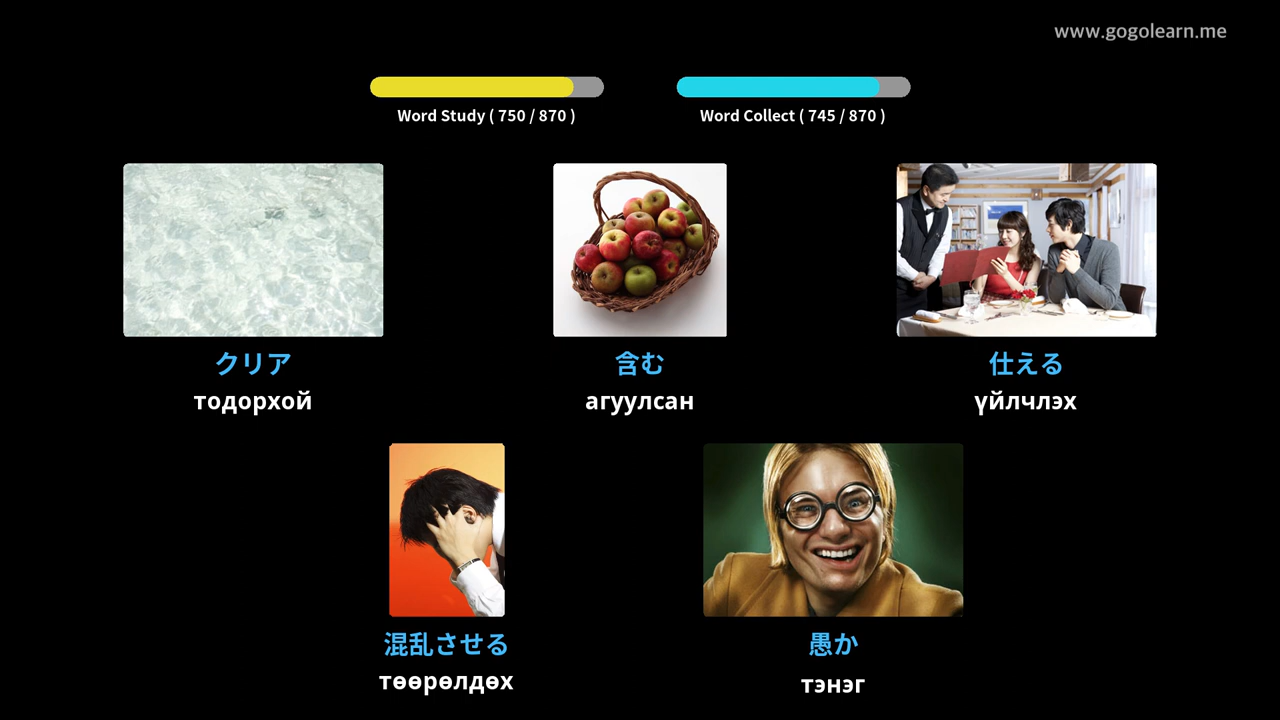 www.gogolearn.me
Word Study ( 750 / 870 )
Word Collect ( 745 / 870 )
クリア
тодорхой
含む
агуулсан
仕える
үйлчлэх
混乱させる
төөрөлдөх
愚か
тэнэг